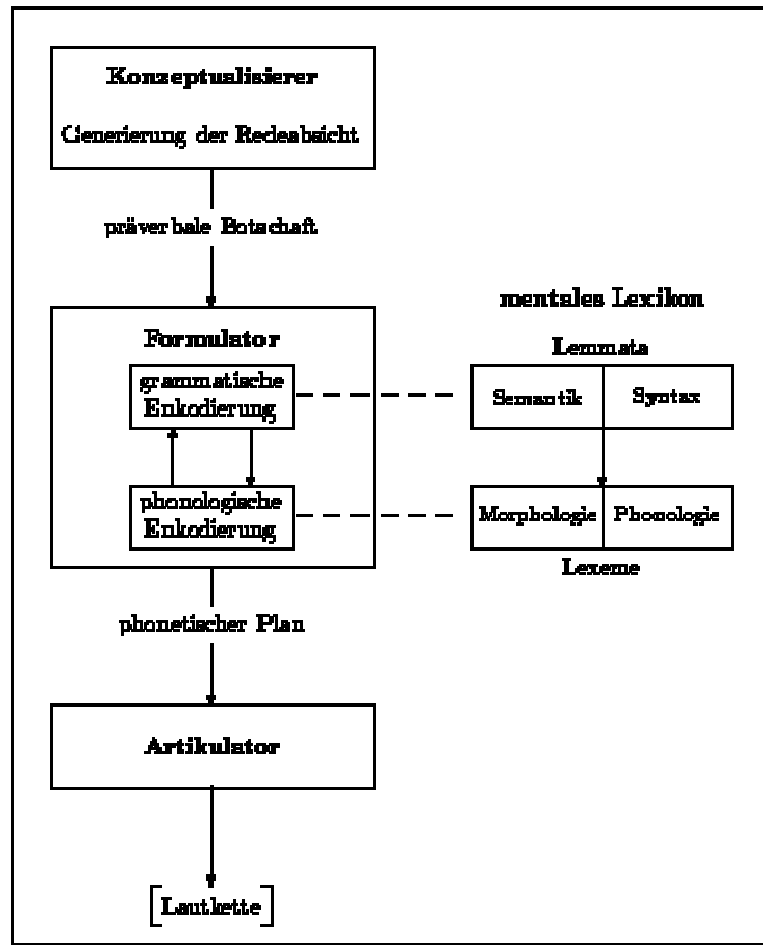 Konzeptualisierer
Generierung der Redeabsicht
präverbale Botschaft
Formulator
grammatische
Enkodierung
phonologische
Enkodierung
mentales Lexikon
Lemmata
Semantik
Syntax
Morphologie
Phonologie
Lexeme
phonetischer Plan
Artikulator
[Lautkette]